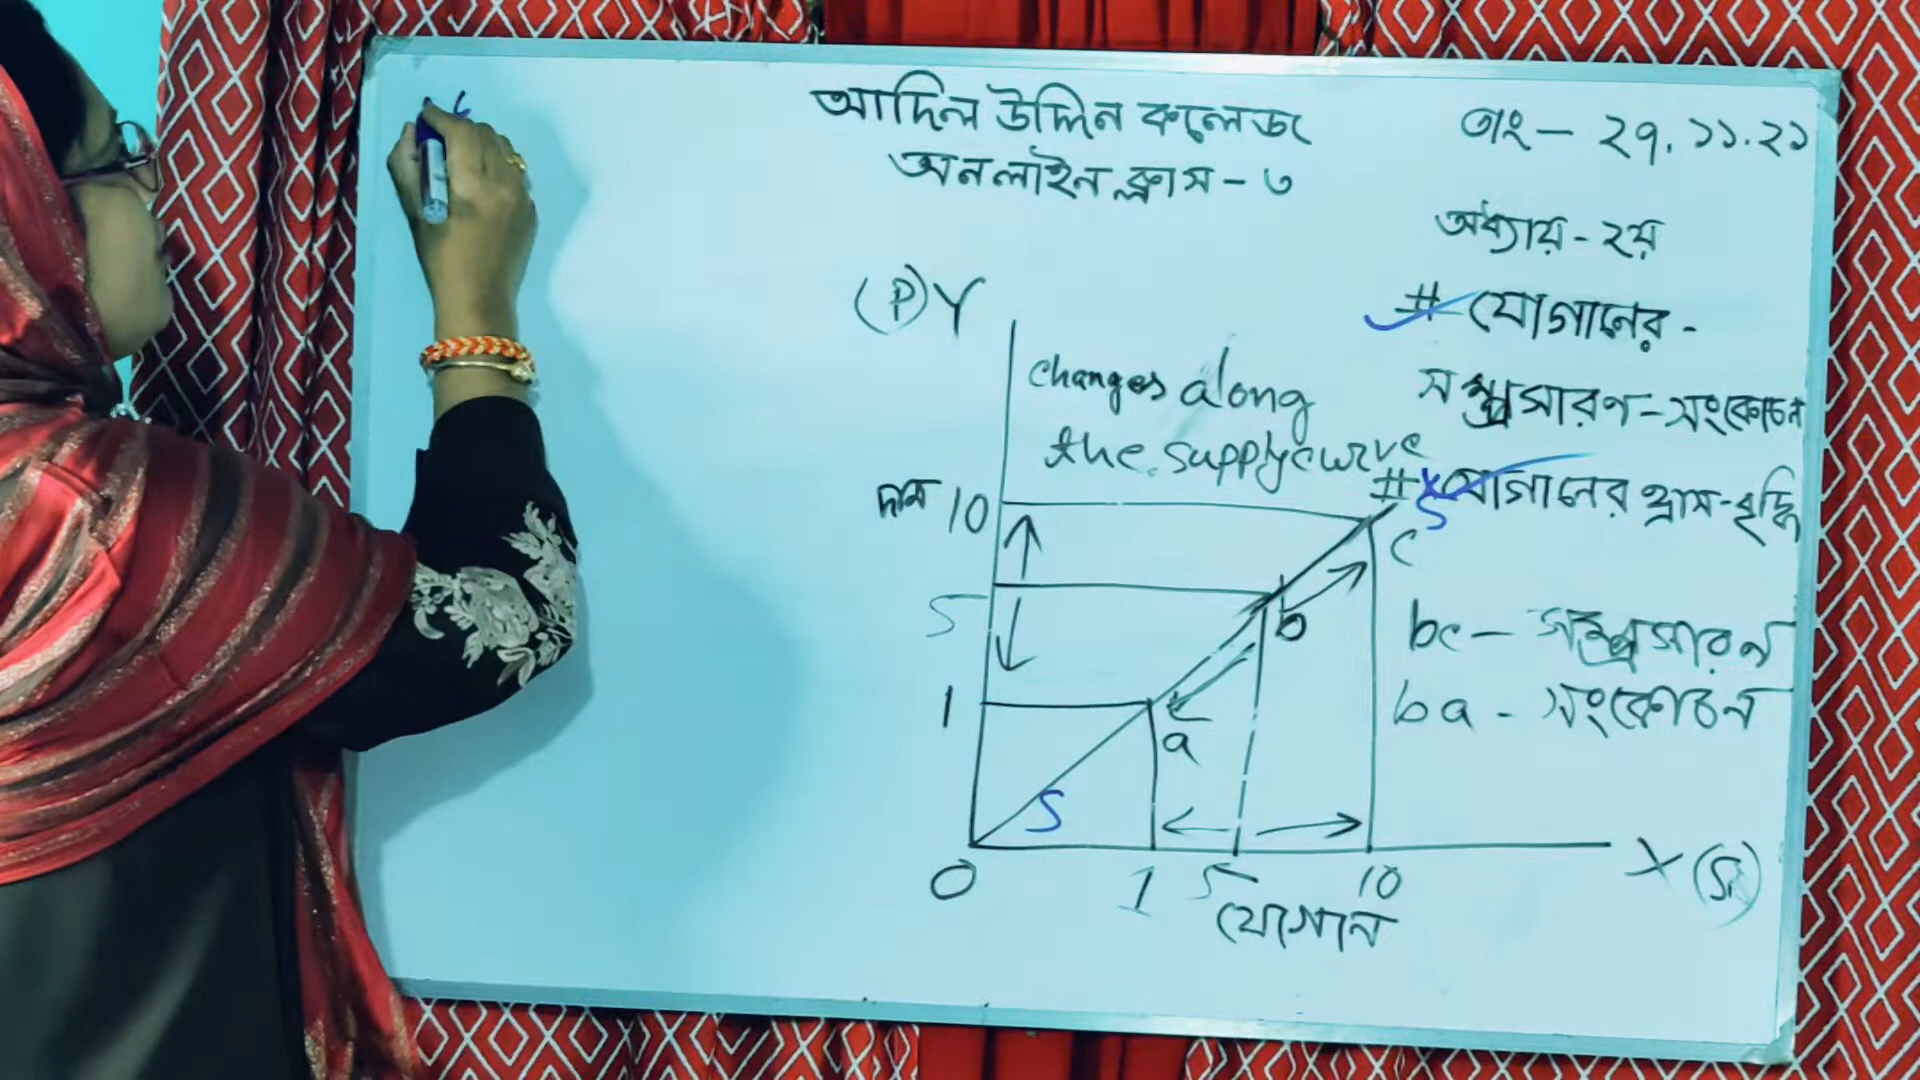 আদিল উদ্দিন কলেজ
অনলাইন ক্লাস - ৩
তাং - ২৭. ১১. ২১
অধ্যায় - ২য়
# যোগানের -
সম্প্রসারণ - সংকোচন
# যোগানের হ্রাস-বৃদ্ধি
(P) Y
changes along
the supply curve
দাম 10
S
c
5
b
bc - সম্প্রসারণ
1
a
ba - সংকোচন
S
0
1
5
10
X (S)
যোগান